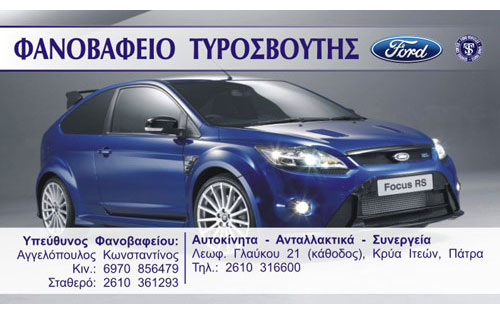 ΦΑΝΟΒΑΦΕΙΟ ΤΥΡΟΣΒΟΥΤΗΣ
Ford
Focus RS
Υπεύθυνος Φανοβαφείου:
Αγγελόπουλος Κωνσταντίνος
Κιν.: 6970 856479
Σταθερό: 2610 361293
Αυτοκίνητα - Ανταλλακτικά - Συνεργεία
Λεωφ. Γλαύκου 21 (κάθοδος), Κρύα Ιτεών, Πάτρα
Τηλ.: 2610 316600